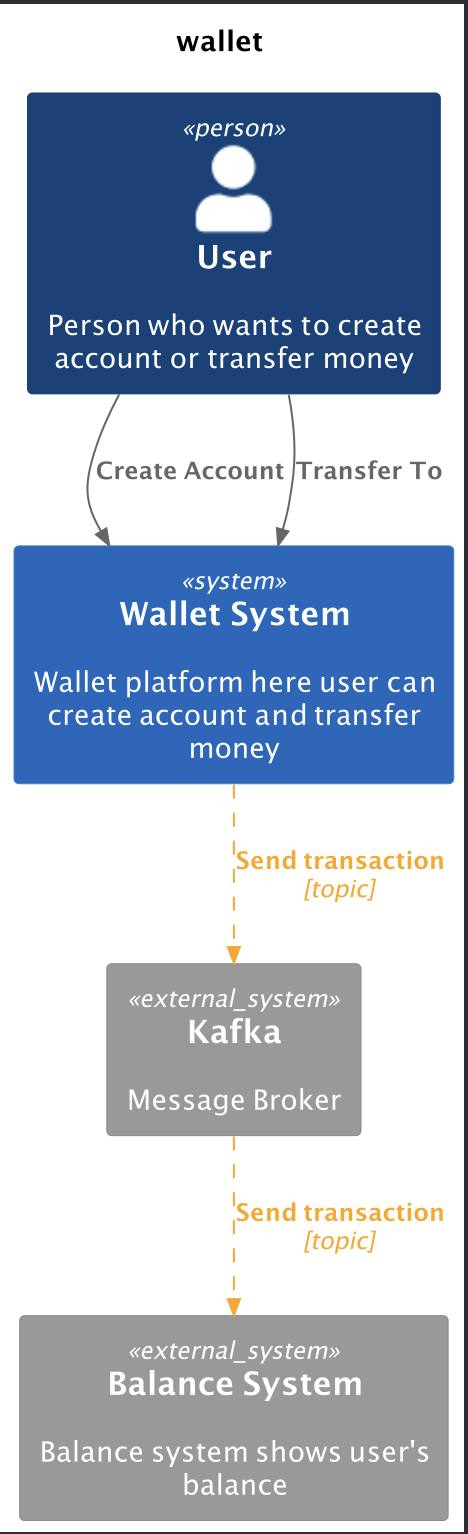 wallet
«person»
User
Person who wants to create
account or transfer money
Create Account
Transfer To
«system»
Wallet System
Wallet platform here user can
create account and transfer
money
Send transaction
[topic]
«external_system»
Kafka
Message Broker
Send transaction
[topic]
«external_system»
Balance System
Balance system shows user's
balance